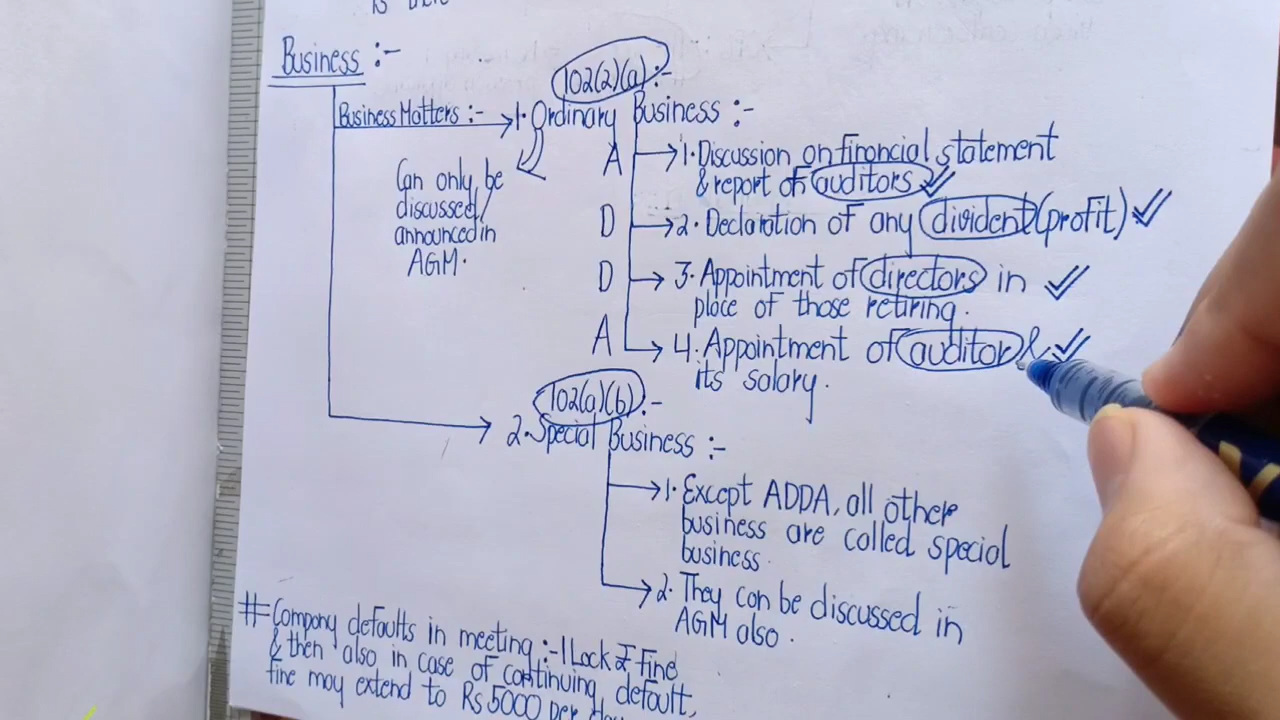 is there
Business :-
102(2)(a) :-
Business Matters :- → 1. Ordinary Business :-
Can only be
discussed/
announced in
AGM.
A → 1. Discussion on financial statement
& report of auditors
D → 2. Declaration of any divident (profit)
D → 3. Appointment of directors in
place of those retiring.
A → 4. Appointment of auditor &
its salary.
102(a)(b) :-
2. Special Business :-
→ 1. Except ADDA, all other
business are called special
business.
→ 2. They can be discussed in
AGM also.
# Company defaults in meeting :- 1 Lack ₹ Fine
& then also in case of continuing default,
fine may extend to Rs 5000 per day